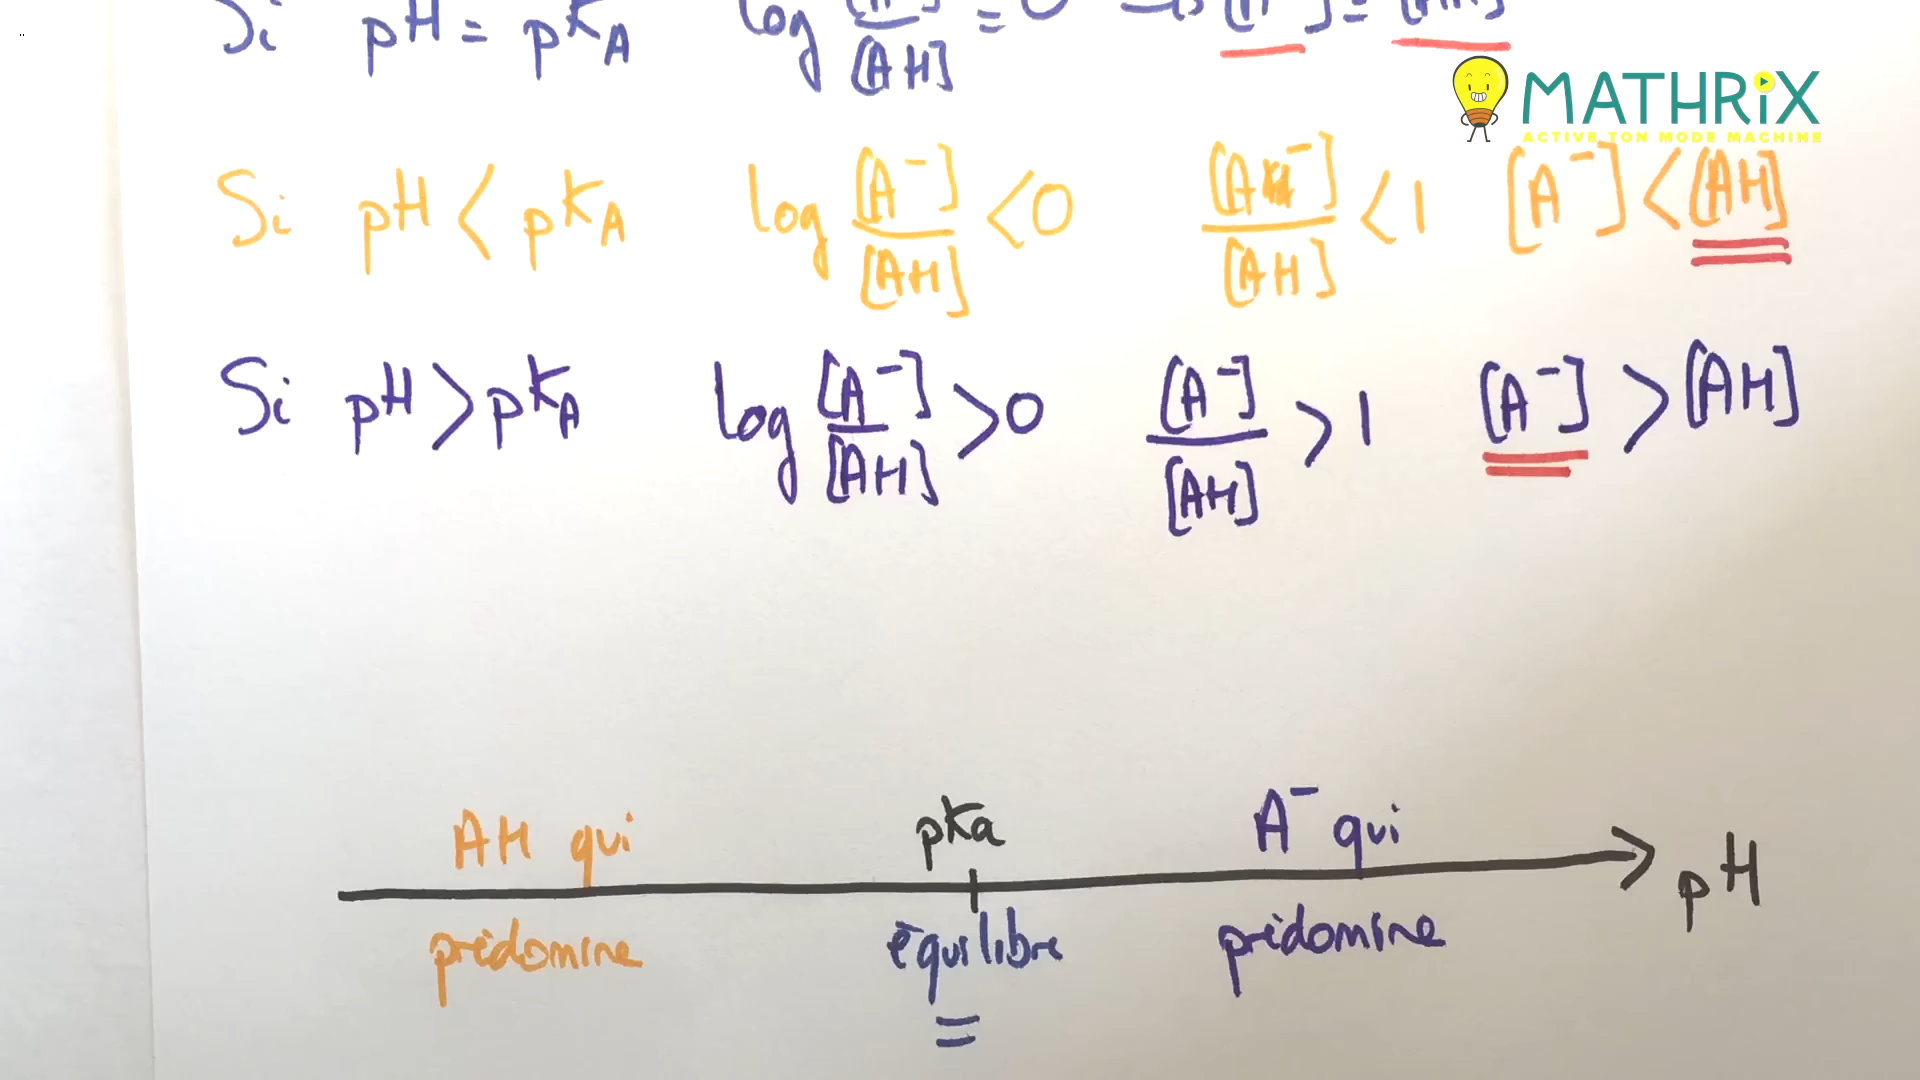 Si pH = pKA log [A⁻]/[AH] = 0 → [A⁻] = [AH]
MATHRiX
ACTIVE TON MODE MACHINE
Si pH < pKA log [A⁻]/[AH] < 0 [A⁻]/[AH] < 1 [A⁻] < [AH]
Si pH > pKA log [A⁻]/[AH] > 0 [A⁻]/[AH] > 1 [A⁻] > [AH]
AH qui pKa A⁻ qui
pH
prédomine équilibre prédomine